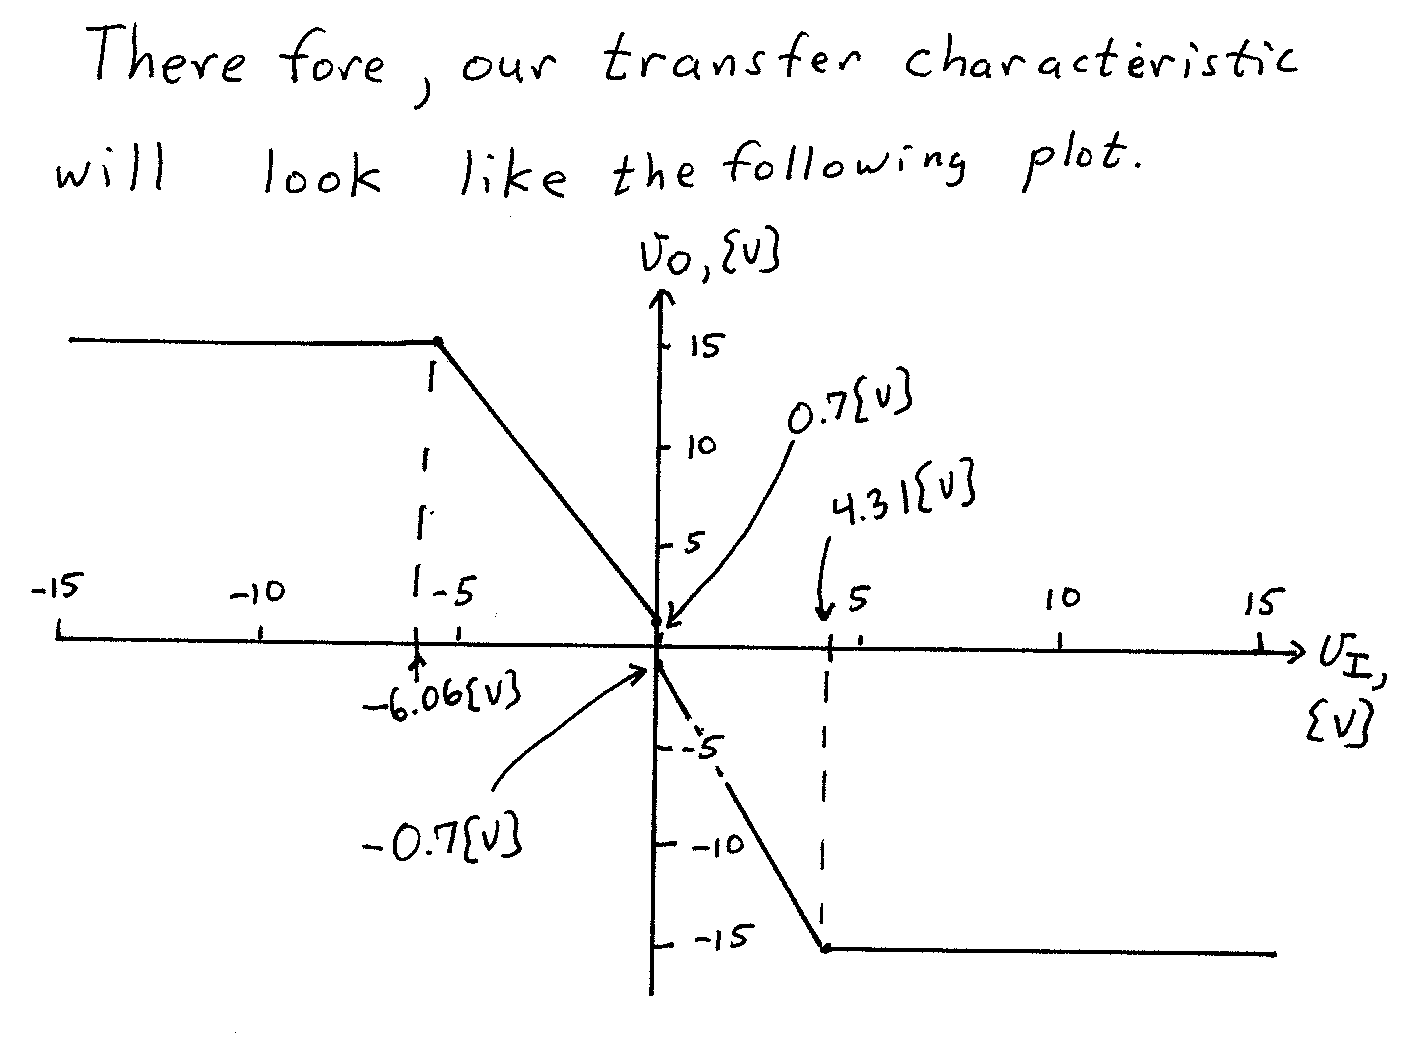 There fore, our transfer characteristic
will look like the following plot.
vO, {V}
15
0.7{V}
10
4.31{V}
5
-15 -10 -5 5 10 15
vI,
{V}
-6.06{V}
-5
-0.7{V}
-10
-15